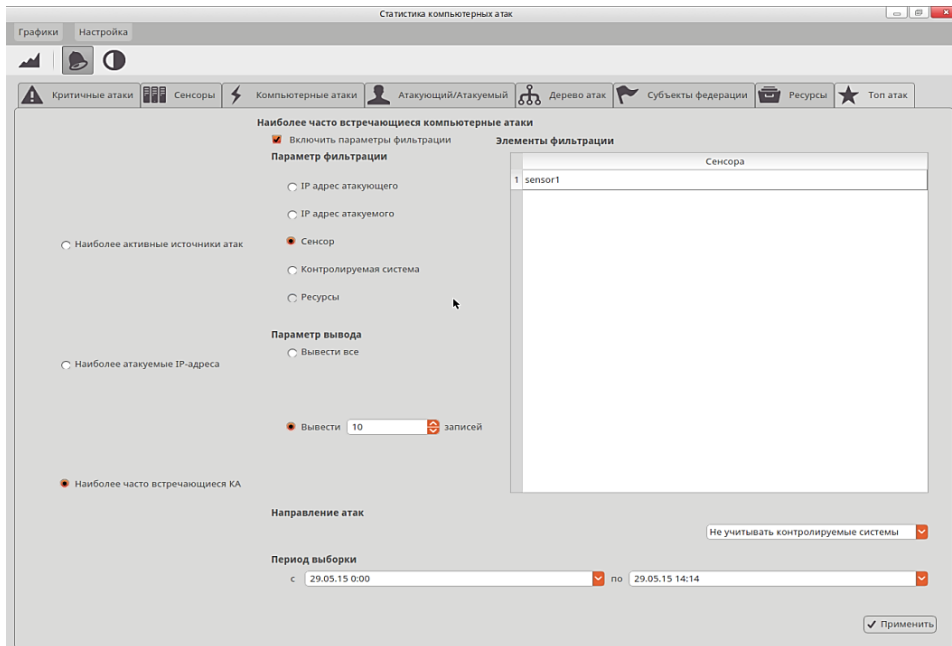 Статистика компьютерных атак
Графики Настройка
Критичные атаки Сенсоры Компьютерные атаки Атакующий/Атакуемый Дерево атак Субъекты федерации Ресурсы Топ атак
Наиболее часто встречающиеся компьютерные атаки
Включить параметры фильтрации
Элементы фильтрации
Параметр фильтрации
Сенсора
1 sensor1
IP адрес атакующего
IP адрес атакуемого
Сенсор
Наиболее активные источники атак
Контролируемая система
Ресурсы
Параметр вывода
Вывести все
Наиболее атакуемые IP-адреса
Вывести 10 записей
Наиболее часто встречающиеся КА
Направление атак
Не учитывать контролируемые системы
Период выборки
с 29.05.15 0:00 по 29.05.15 14:14
Применить